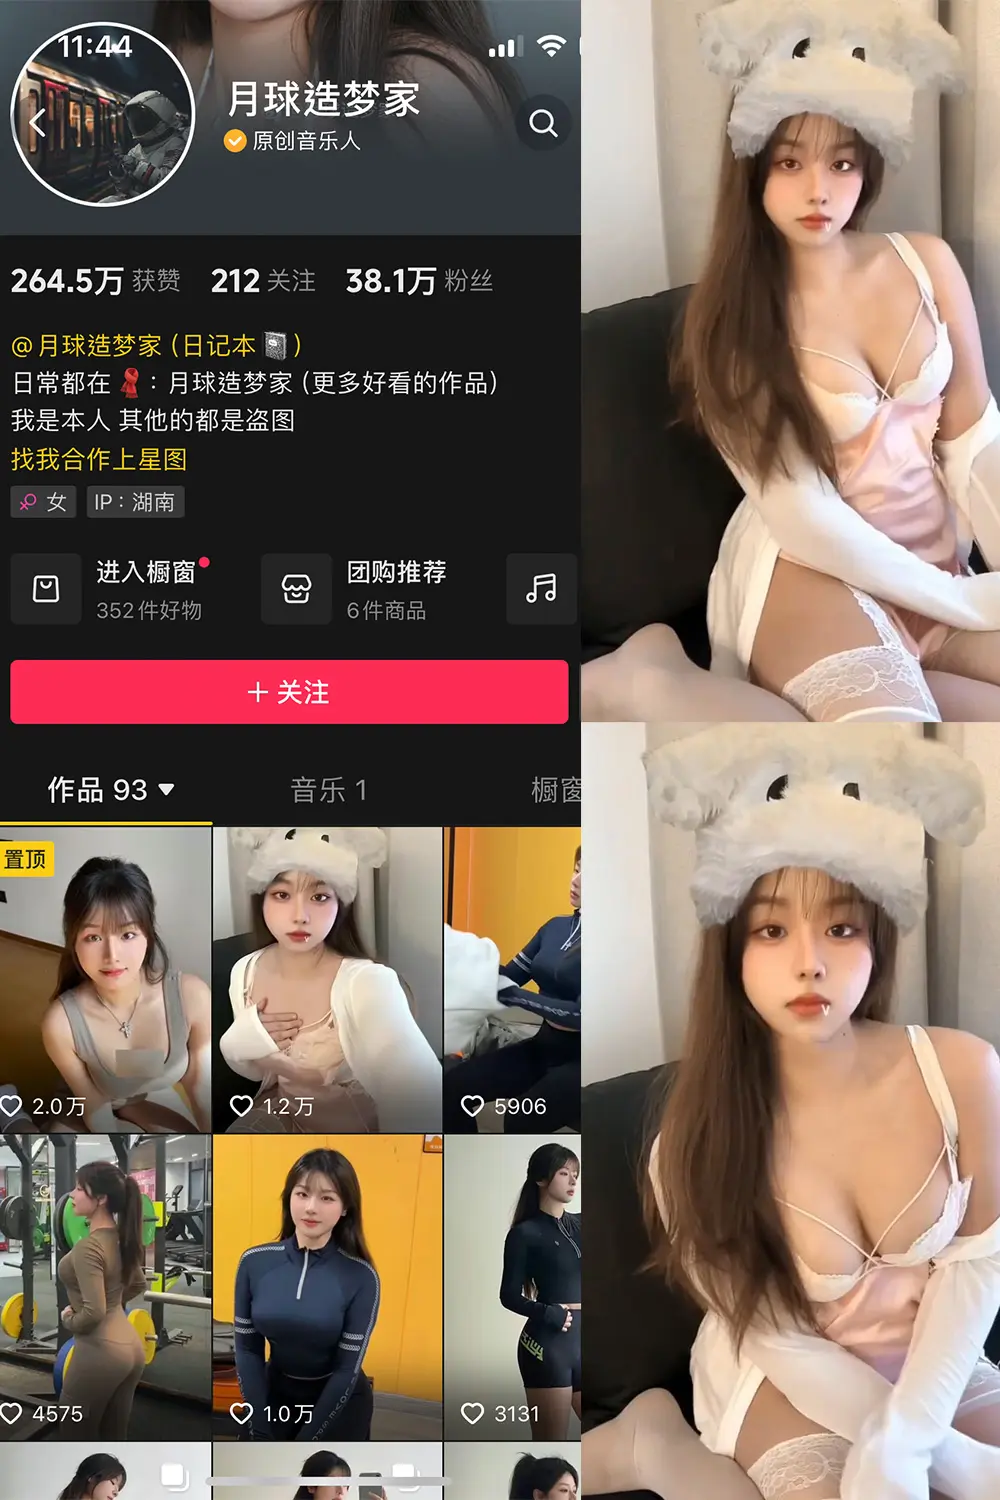 11:44
月球造梦家
原创音乐人
264.5万 获赞 212 关注 38.1万 粉丝
@月球造梦家 (日记本📓)
日常都在🧣：月球造梦家 (更多好看的作品)
我是本人 其他的都是盗图
找我合作上星图
女 IP：湖南
进入橱窗
352件好物
团购推荐
6件商品
+ 关注
作品 93 音乐 1 橱窗
置顶
2.0万 1.2万 5906
4575 1.0万 3131